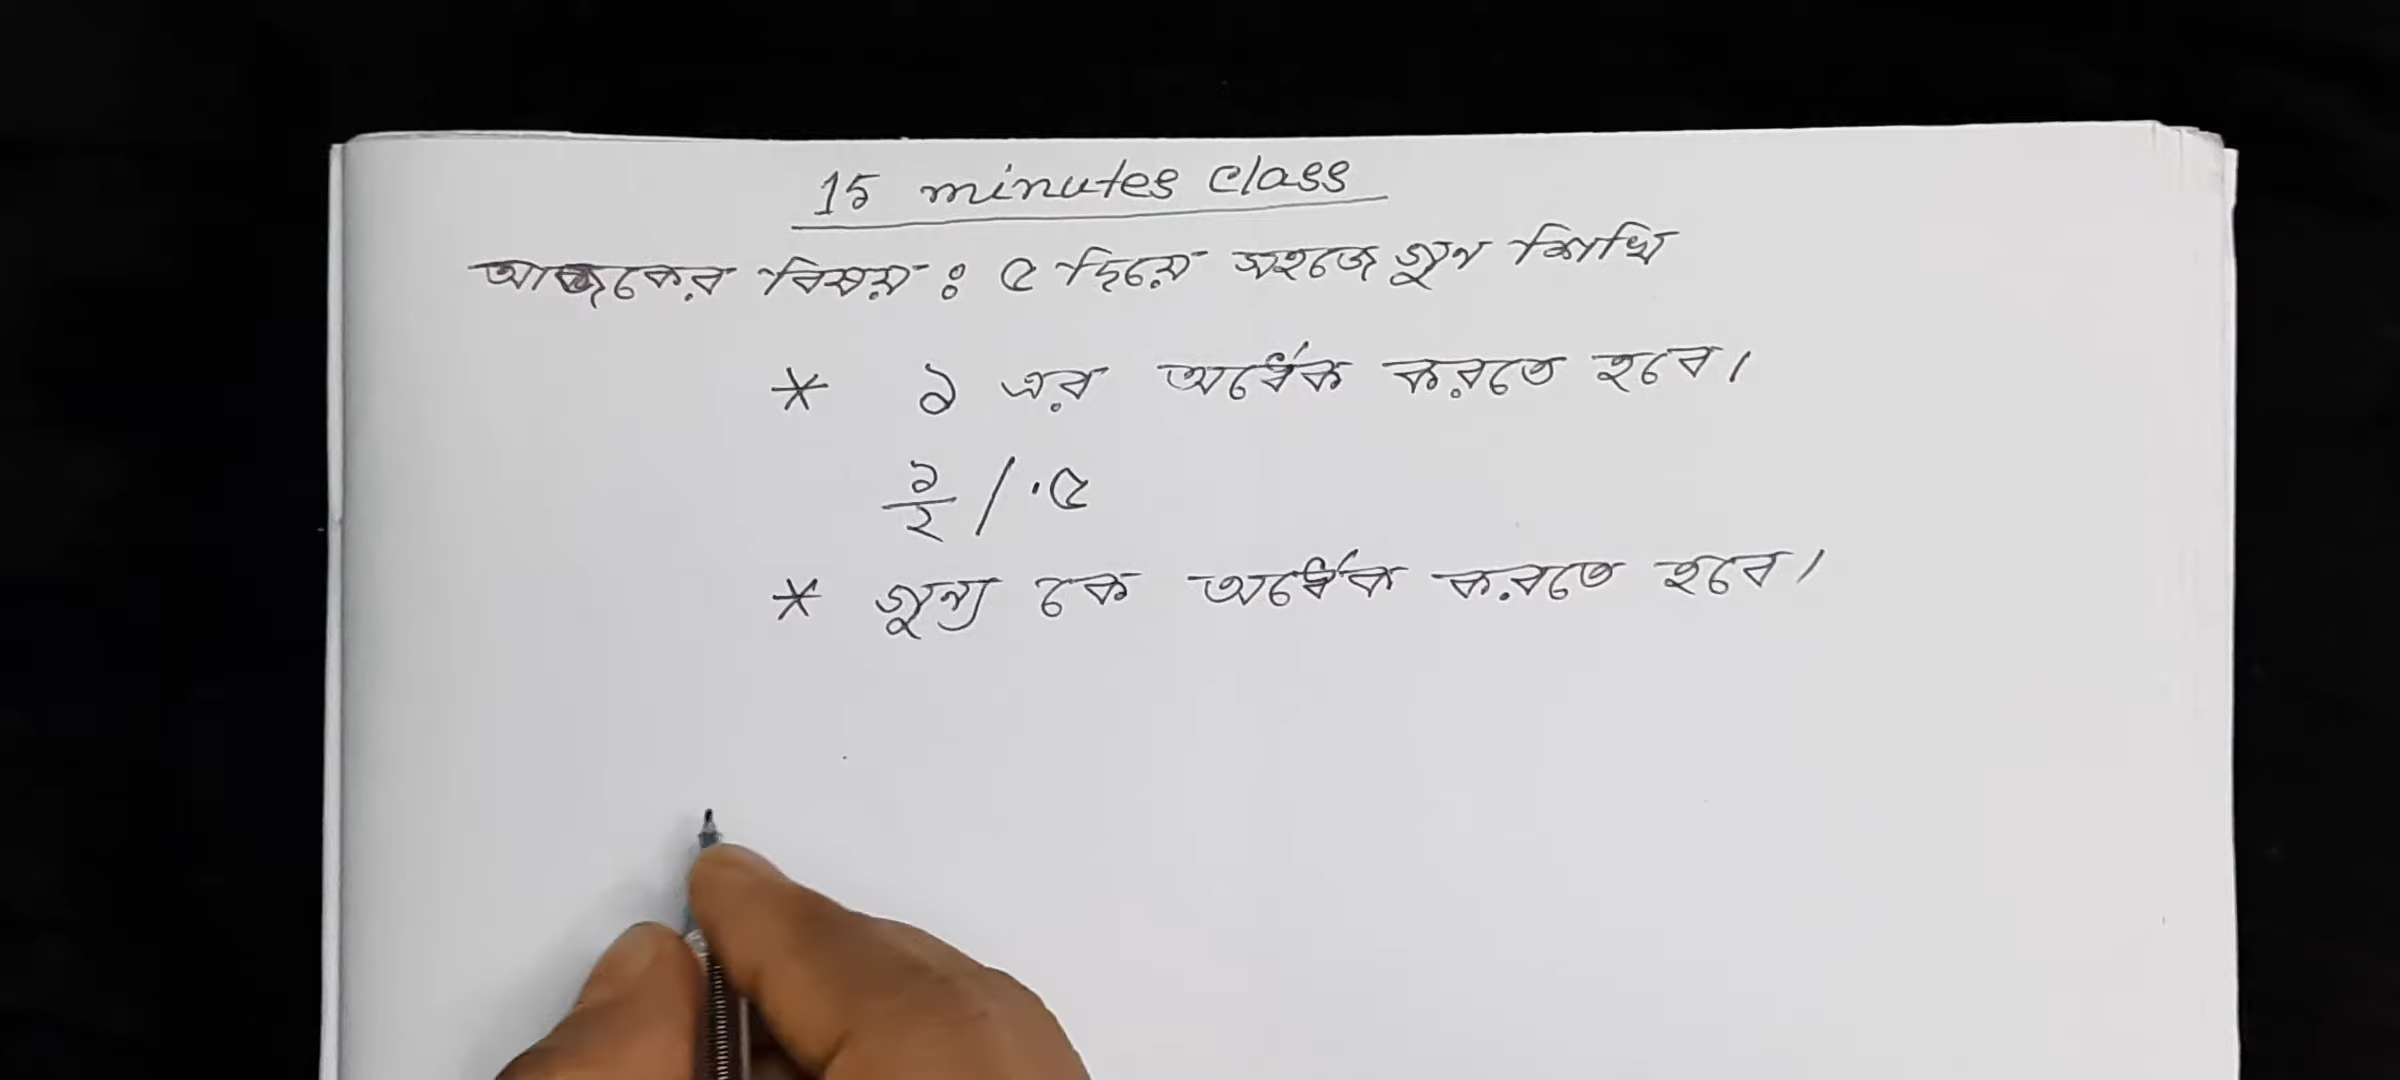 15 minutes class
আজকের বিষয় : ৫ দিয়ে সহজে গুন শিখি
* ১ এর অর্ধেক করতে হবে।
১/২ / .৫
* গুন্য কে অর্ধেক করতে হবে।